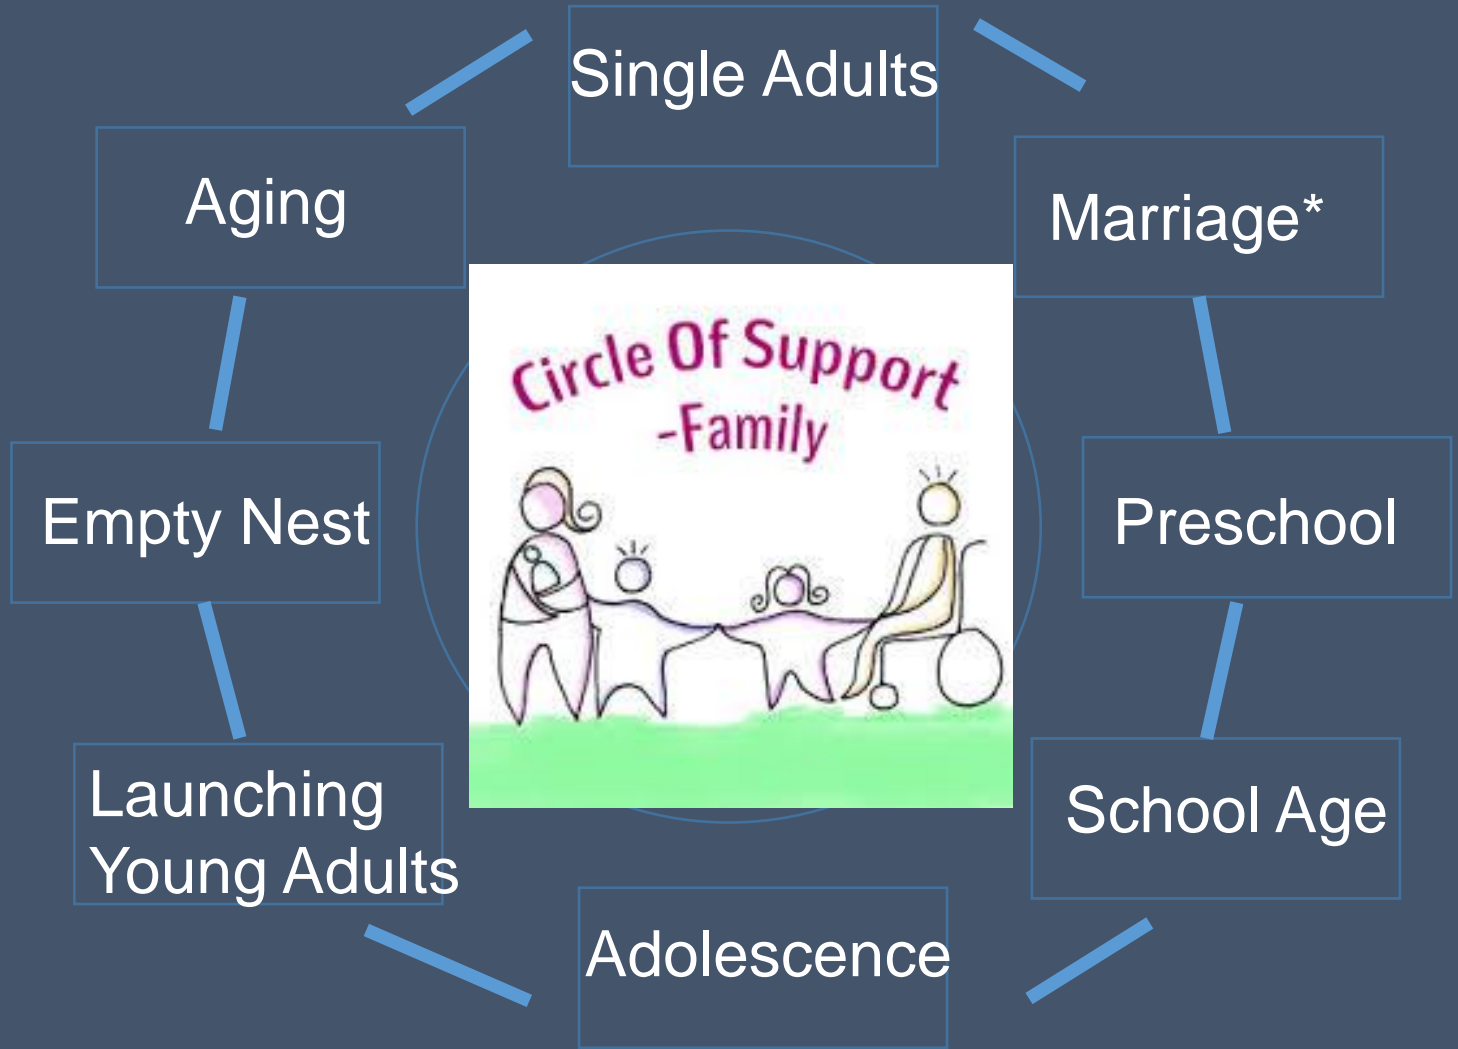 Single Adults
Marriage*
Preschool
School Age
Adolescence
Launching
Young Adults
Empty Nest
Aging
Circle Of Support
-Family